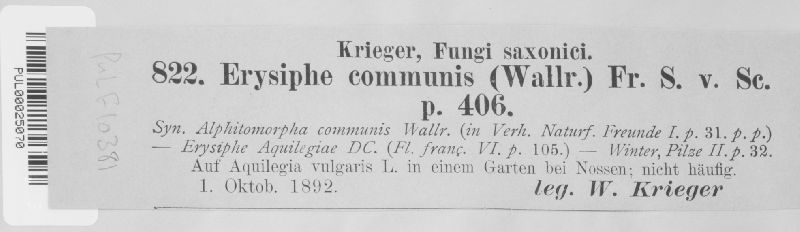 Krieger, Fungi saxonici.
822. Erysiphe communis (Wallr.) Fr. S. v. Sc.
p. 406.
Syn. Alphitomorpha communis Wallr. (in Verh. Naturf. Freunde I. p. 31. p. p.)
— Erysiphe Aquilegiae DC. (Fl. franç. VI. p. 105.) — Winter, Pilze II. p. 32.
Auf Aquilegia vulgaris L. in einem Garten bei Nossen; nicht häufig.
1. Oktob. 1892. leg. W. Krieger
PUL00025070
PULF10381